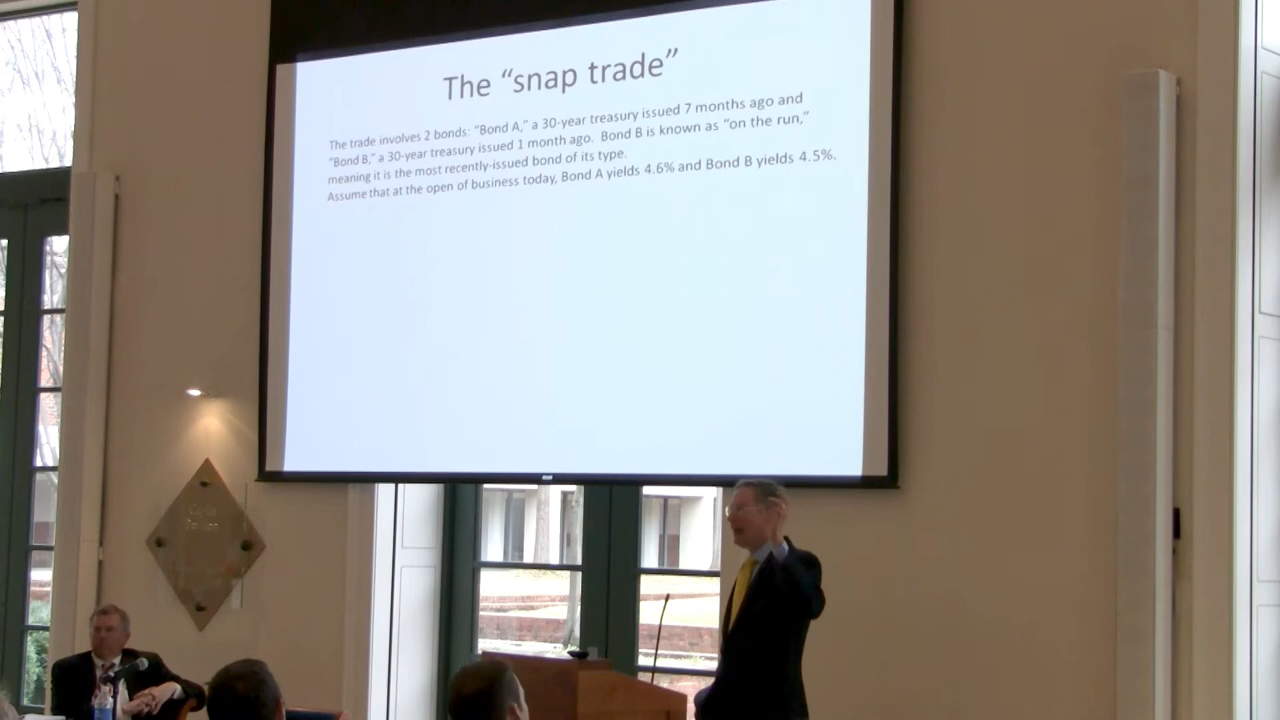 The “snap trade”
The trade involves 2 bonds: “Bond A,” a 30-year treasury issued 7 months ago and
“Bond B,” a 30-year treasury issued 1 month ago. Bond B is known as “on the run,”
meaning it is the most recently-issued bond of its type.
Assume that at the open of business today, Bond A yields 4.6% and Bond B yields 4.5%.